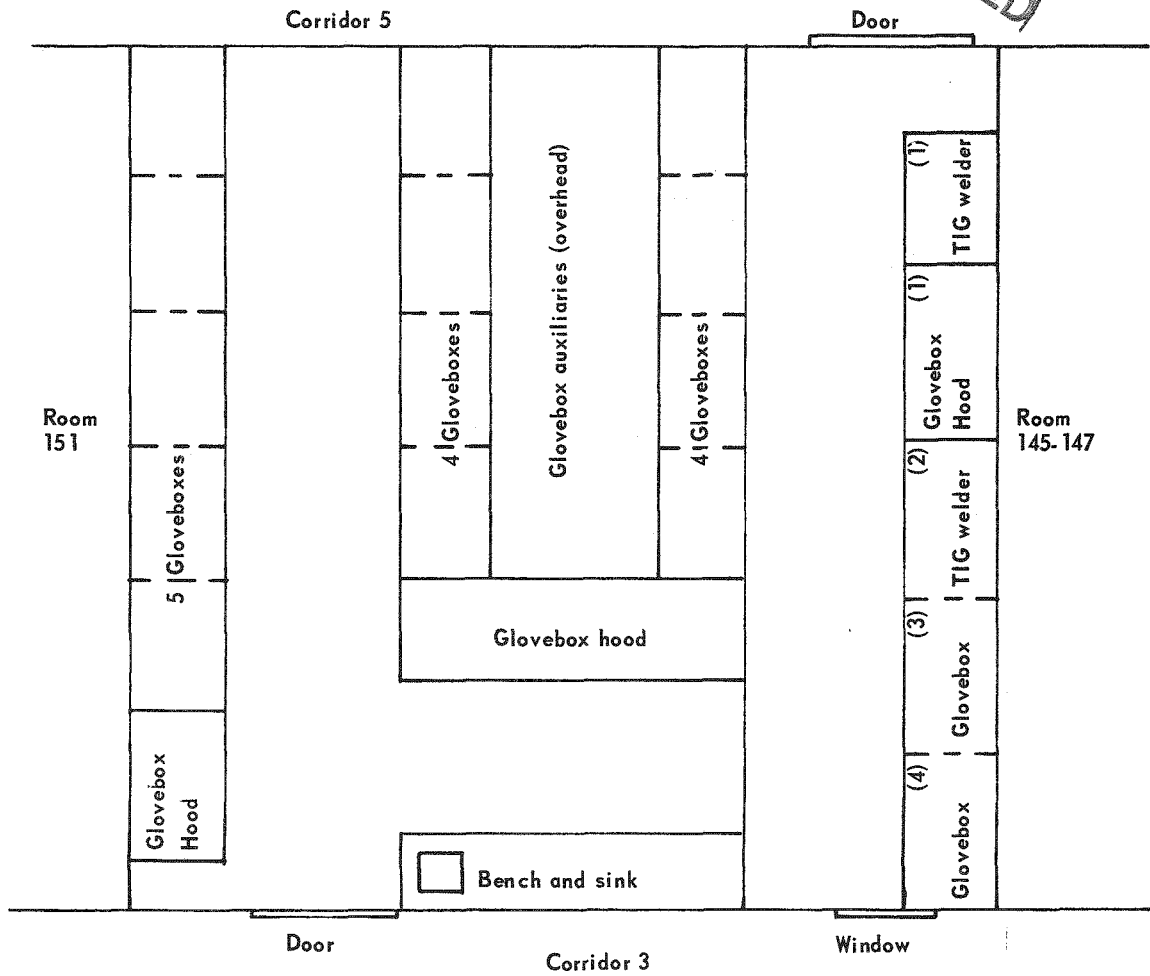 Corridor 5
Door
Room
151
5 Gloveboxes
Glovebox
Hood
4 Gloveboxes
Glovebox auxiliaries (overhead)
4 Gloveboxes
Glovebox hood
Bench and sink
(1)
TIG welder
(1)
Glovebox
Hood
(2)
TIG welder
(3)
Glovebox
(4)
Glovebox
Room
145-147
Door
Corridor 3
Window